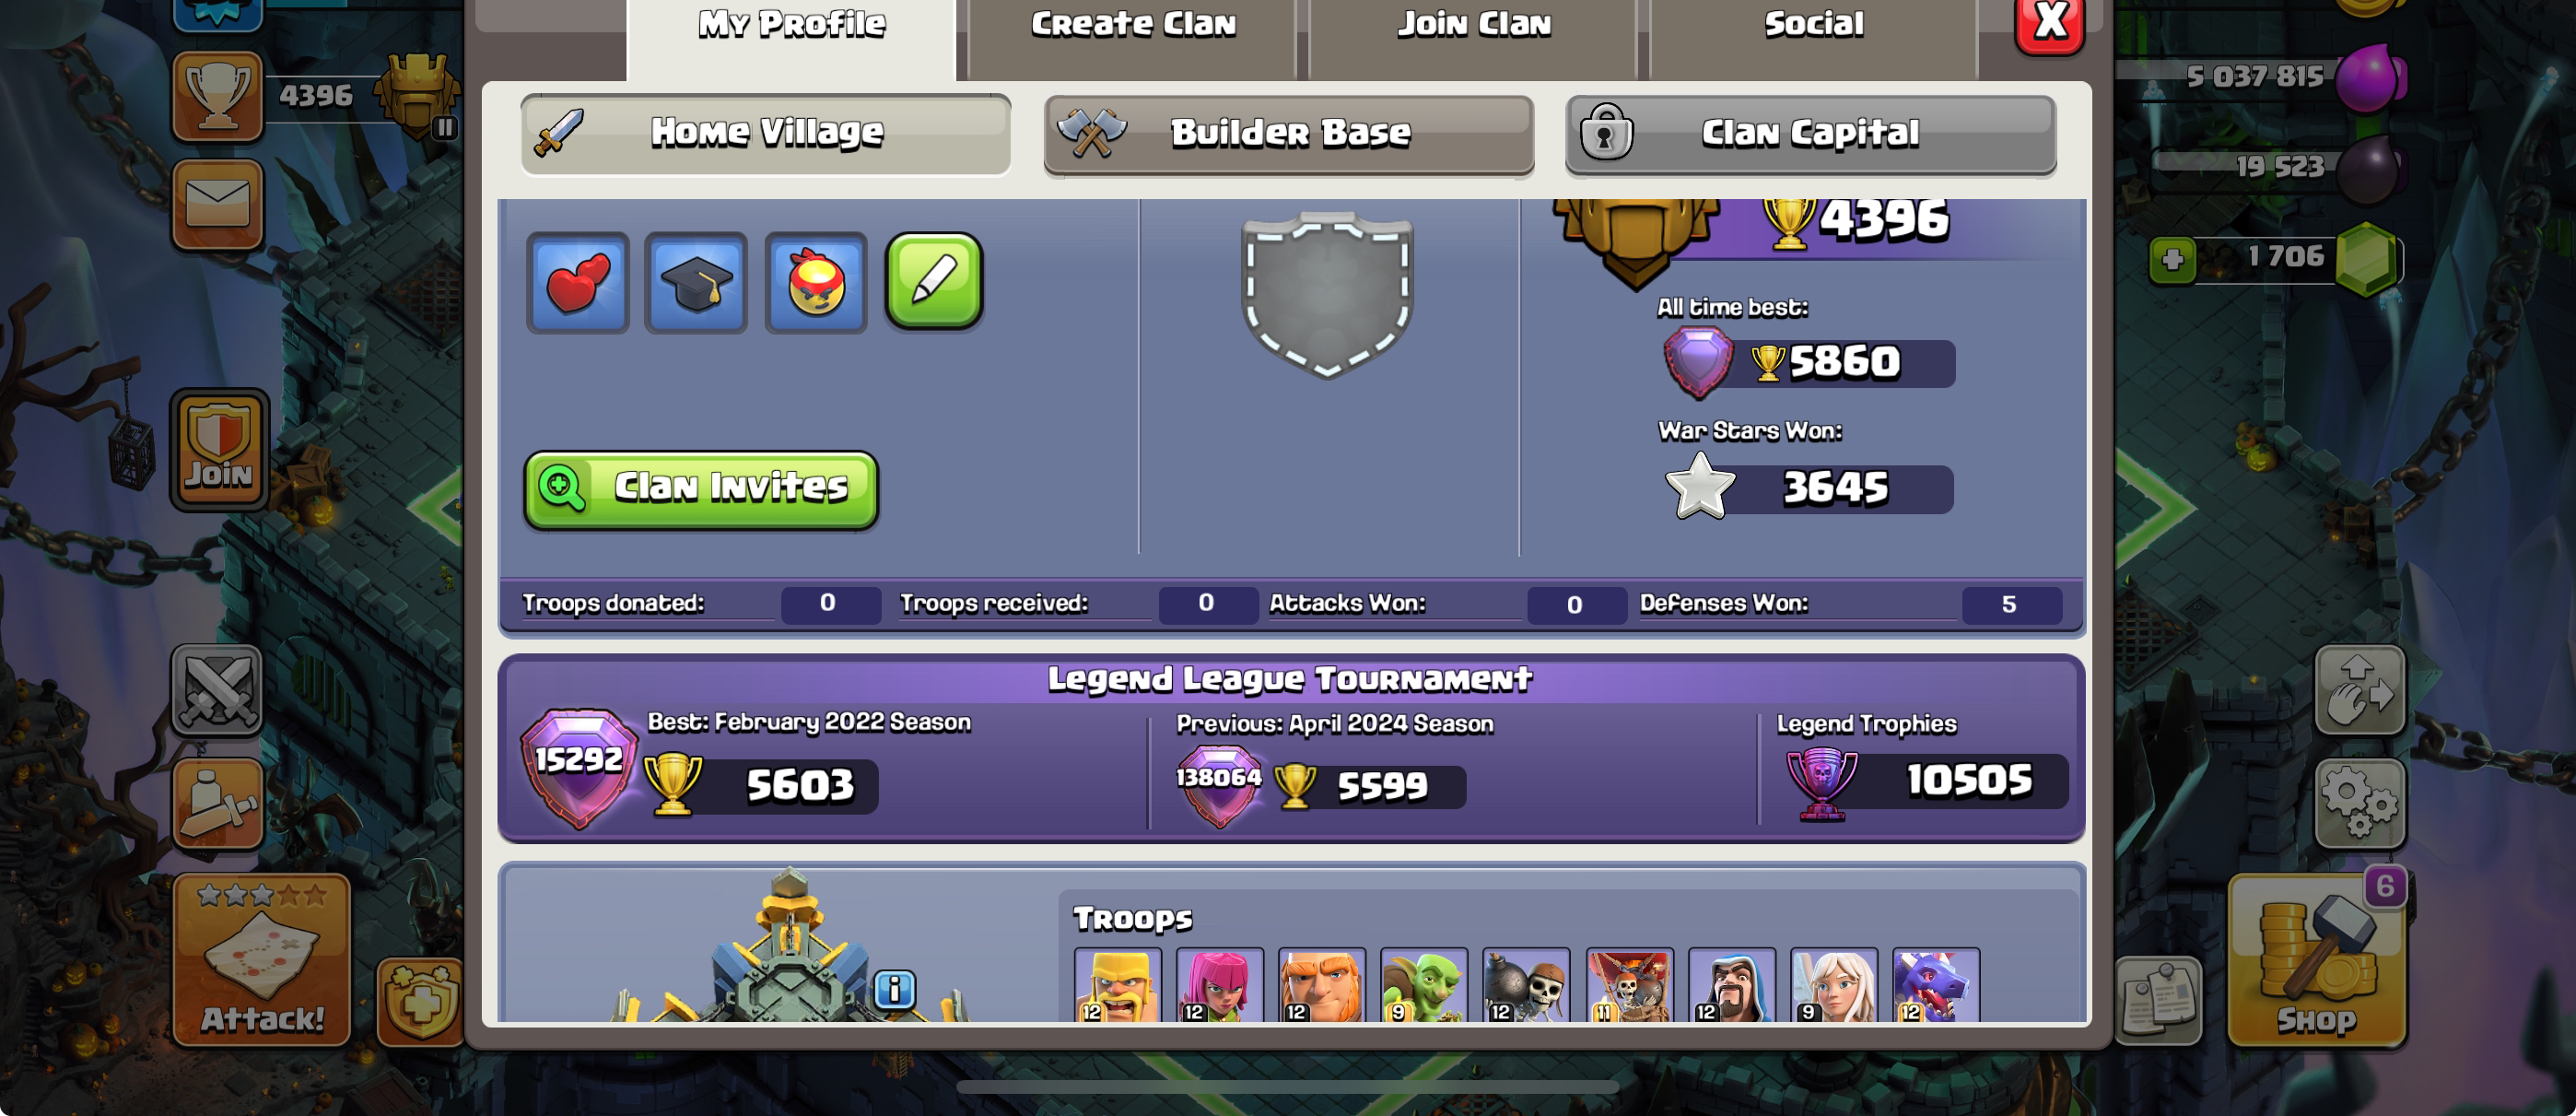 My Profile
Create Clan
Join Clan
Social
X
4396
5 037 815
Home Village
Builder Base
Clan Capital
19 523
4396
1 706
All time best:
5860
War Stars Won:
3645
Join
Clan Invites
Troops donated: 0
Troops received: 0
Attacks Won: 0
Defenses Won: 5
Legend League Tournament
Best: February 2022 Season
15292
5603
Previous: April 2024 Season
138064
5599
Legend Trophies
10505
6
Troops
i
12
12
12
9
12
11
12
9
12
Attack!
Shop